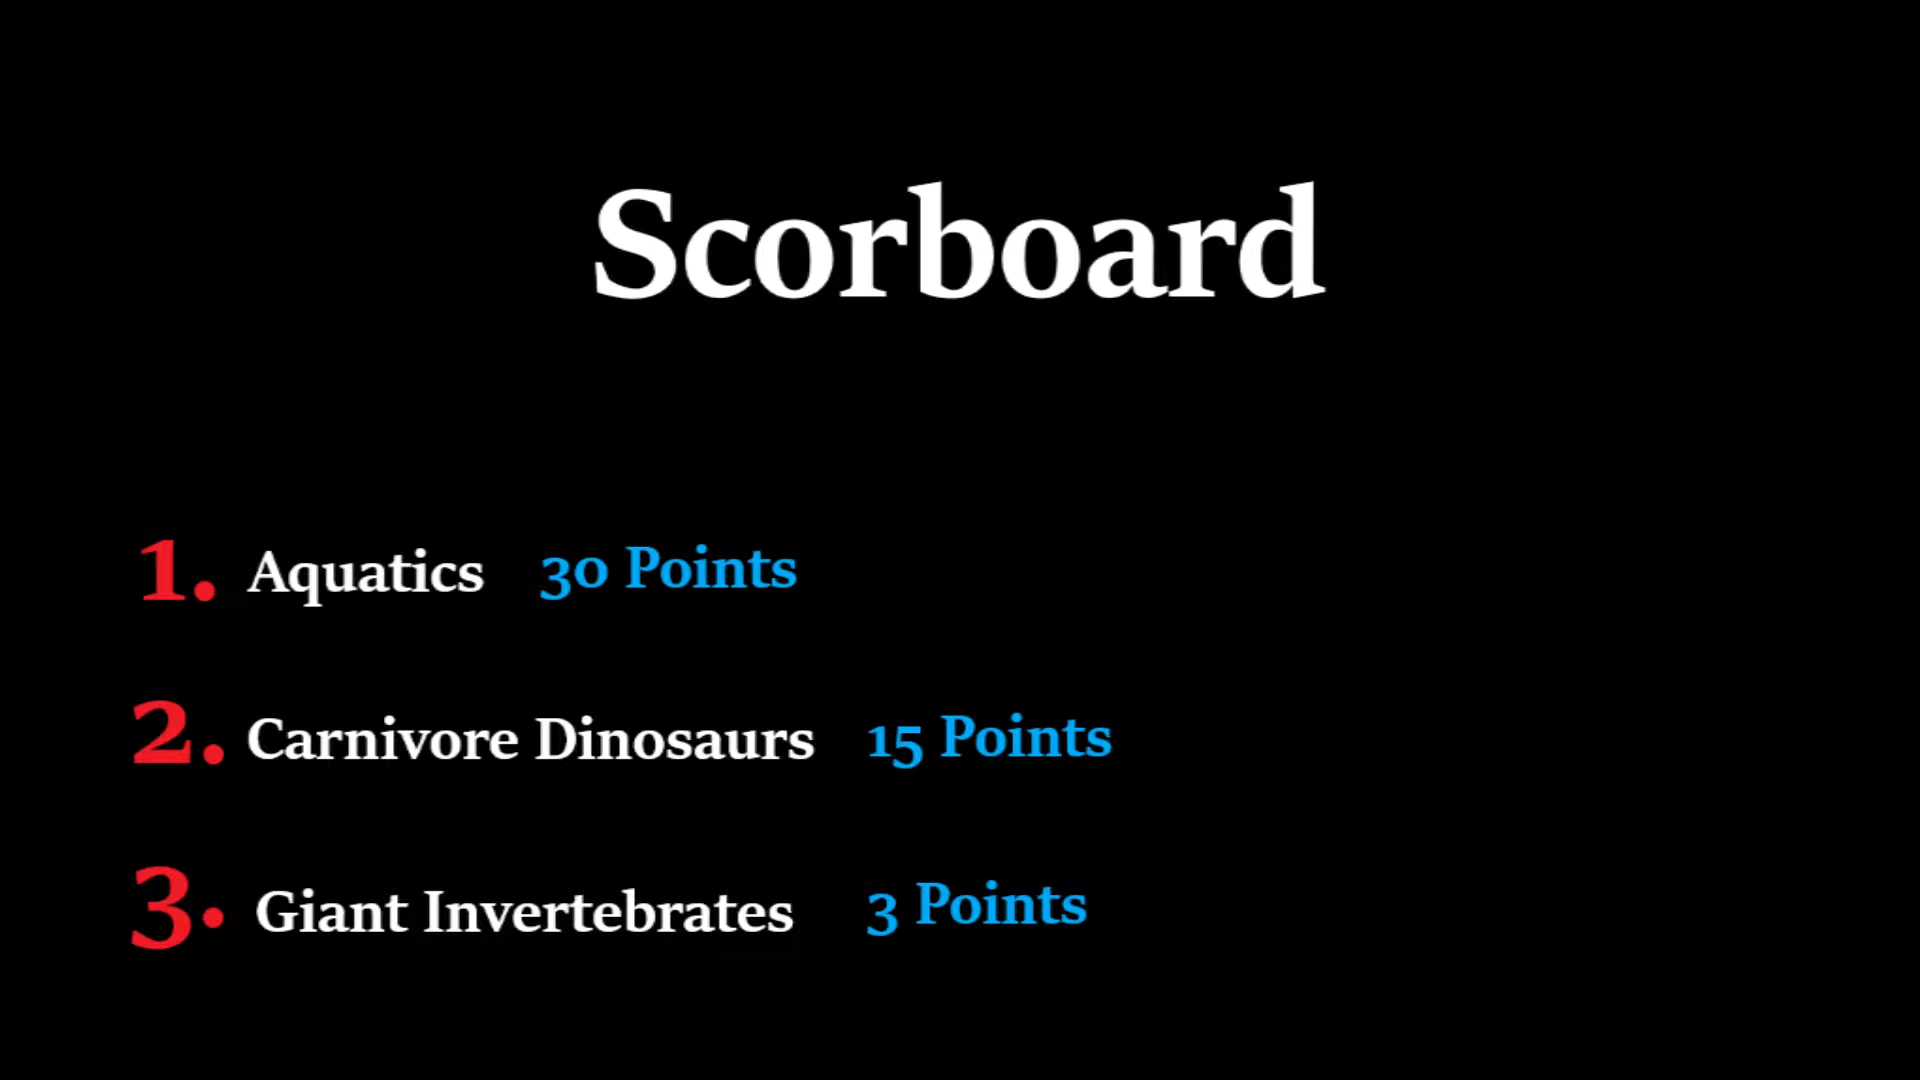 Scorboard
1. Aquatics 30 Points
2. Carnivore Dinosaurs 15 Points
3. Giant Invertebrates 3 Points